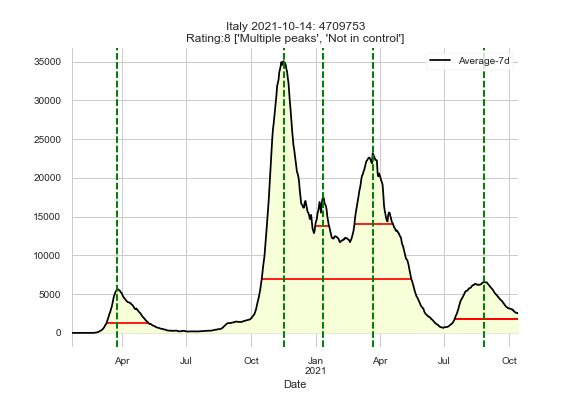 Italy 2021-10-14: 4709753
Rating:8 ['Multiple peaks', 'Not in control']
Average-7d
35000
30000
25000
20000
15000
10000
5000
0
Apr Jul Oct Jan Apr Jul Oct
2021
Date